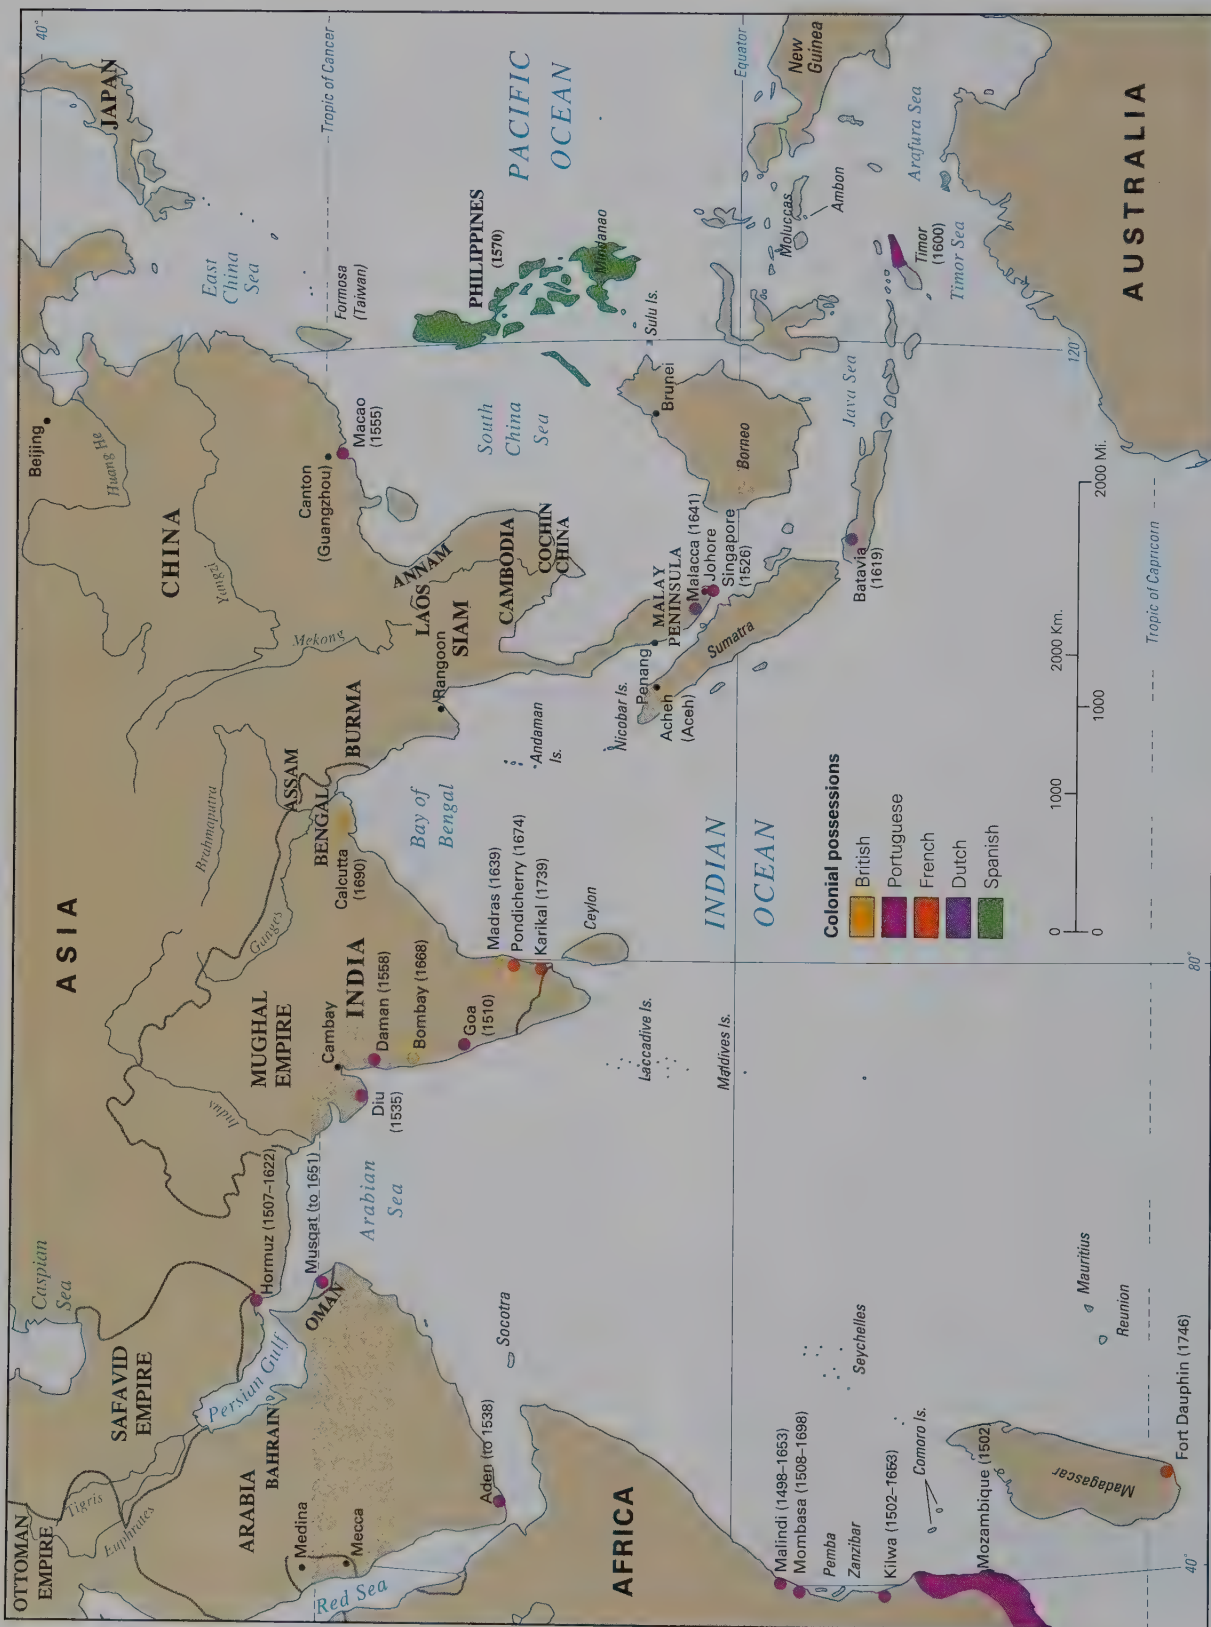 OTTOMAN
EMPIRE
Tigris
Euphrates
SAFAVID
EMPIRE
Caspian
Sea
Persian Gulf
ARABIA
BAHRAIN
Medina
Mecca
Red Sea
OMAN
Hormuz (1507–1622)
Musqat (to 1651)
Aden (to 1538)
Socotra
Arabian
Sea
ASIA
MUGHAL
EMPIRE
Indus
Ganges
Brahmaputra
INDIA
Cambay
Diu
(1535)
Daman (1558)
Bombay (1668)
Goa
(1510)
Madras (1639)
Pondicherry (1674)
Karikal (1739)
Ceylon
Laccadive Is.
Maldives Is.
BENGAL
Calcutta
(1690)
ASSAM
BURMA
Bay of
Bengal
Andaman
Is.
Nicobar Is.
Rangoon
SIAM
LAOS
ANNAM
CAMBODIA
COCHIN
CHINA
Mekong
CHINA
Yangzi
Huang He
Beijing
Canton
(Guangzhou)
Macao
(1555)
JAPAN
40°
East
China
Sea
Formosa
(Taiwan)
Tropic of Cancer
PACIFIC
OCEAN
PHILIPPINES
(1570)
Mindanao
Sulu Is.
South
China
Sea
Brunei
Borneo
MALAY
PENINSULA
Penang
Acheh
(Aceh)
Malacca (1641)
Johore
Singapore
(1526)
Sumatra
Batavia
(1619)
Java Sea
Equator
New
Guinea
Moluccas
Ambon
Arafura Sea
Timor
(1600)
Timor Sea
AUSTRALIA
120°
INDIAN
OCEAN
AFRICA
Malindi (1498–1653)
Mombasa (1508–1698)
Pemba
Zanzibar
Kilwa (1502–1653)
Comoro Is.
Mozambique (1502)
Seychelles
Madagascar
Mauritius
Reunion
Fort Dauphin (1746)
40°
80°
Tropic of Capricorn
Colonial possessions
British
Portuguese
French
Dutch
Spanish
0 1000 2000 Km.
0 1000 2000 Mi.